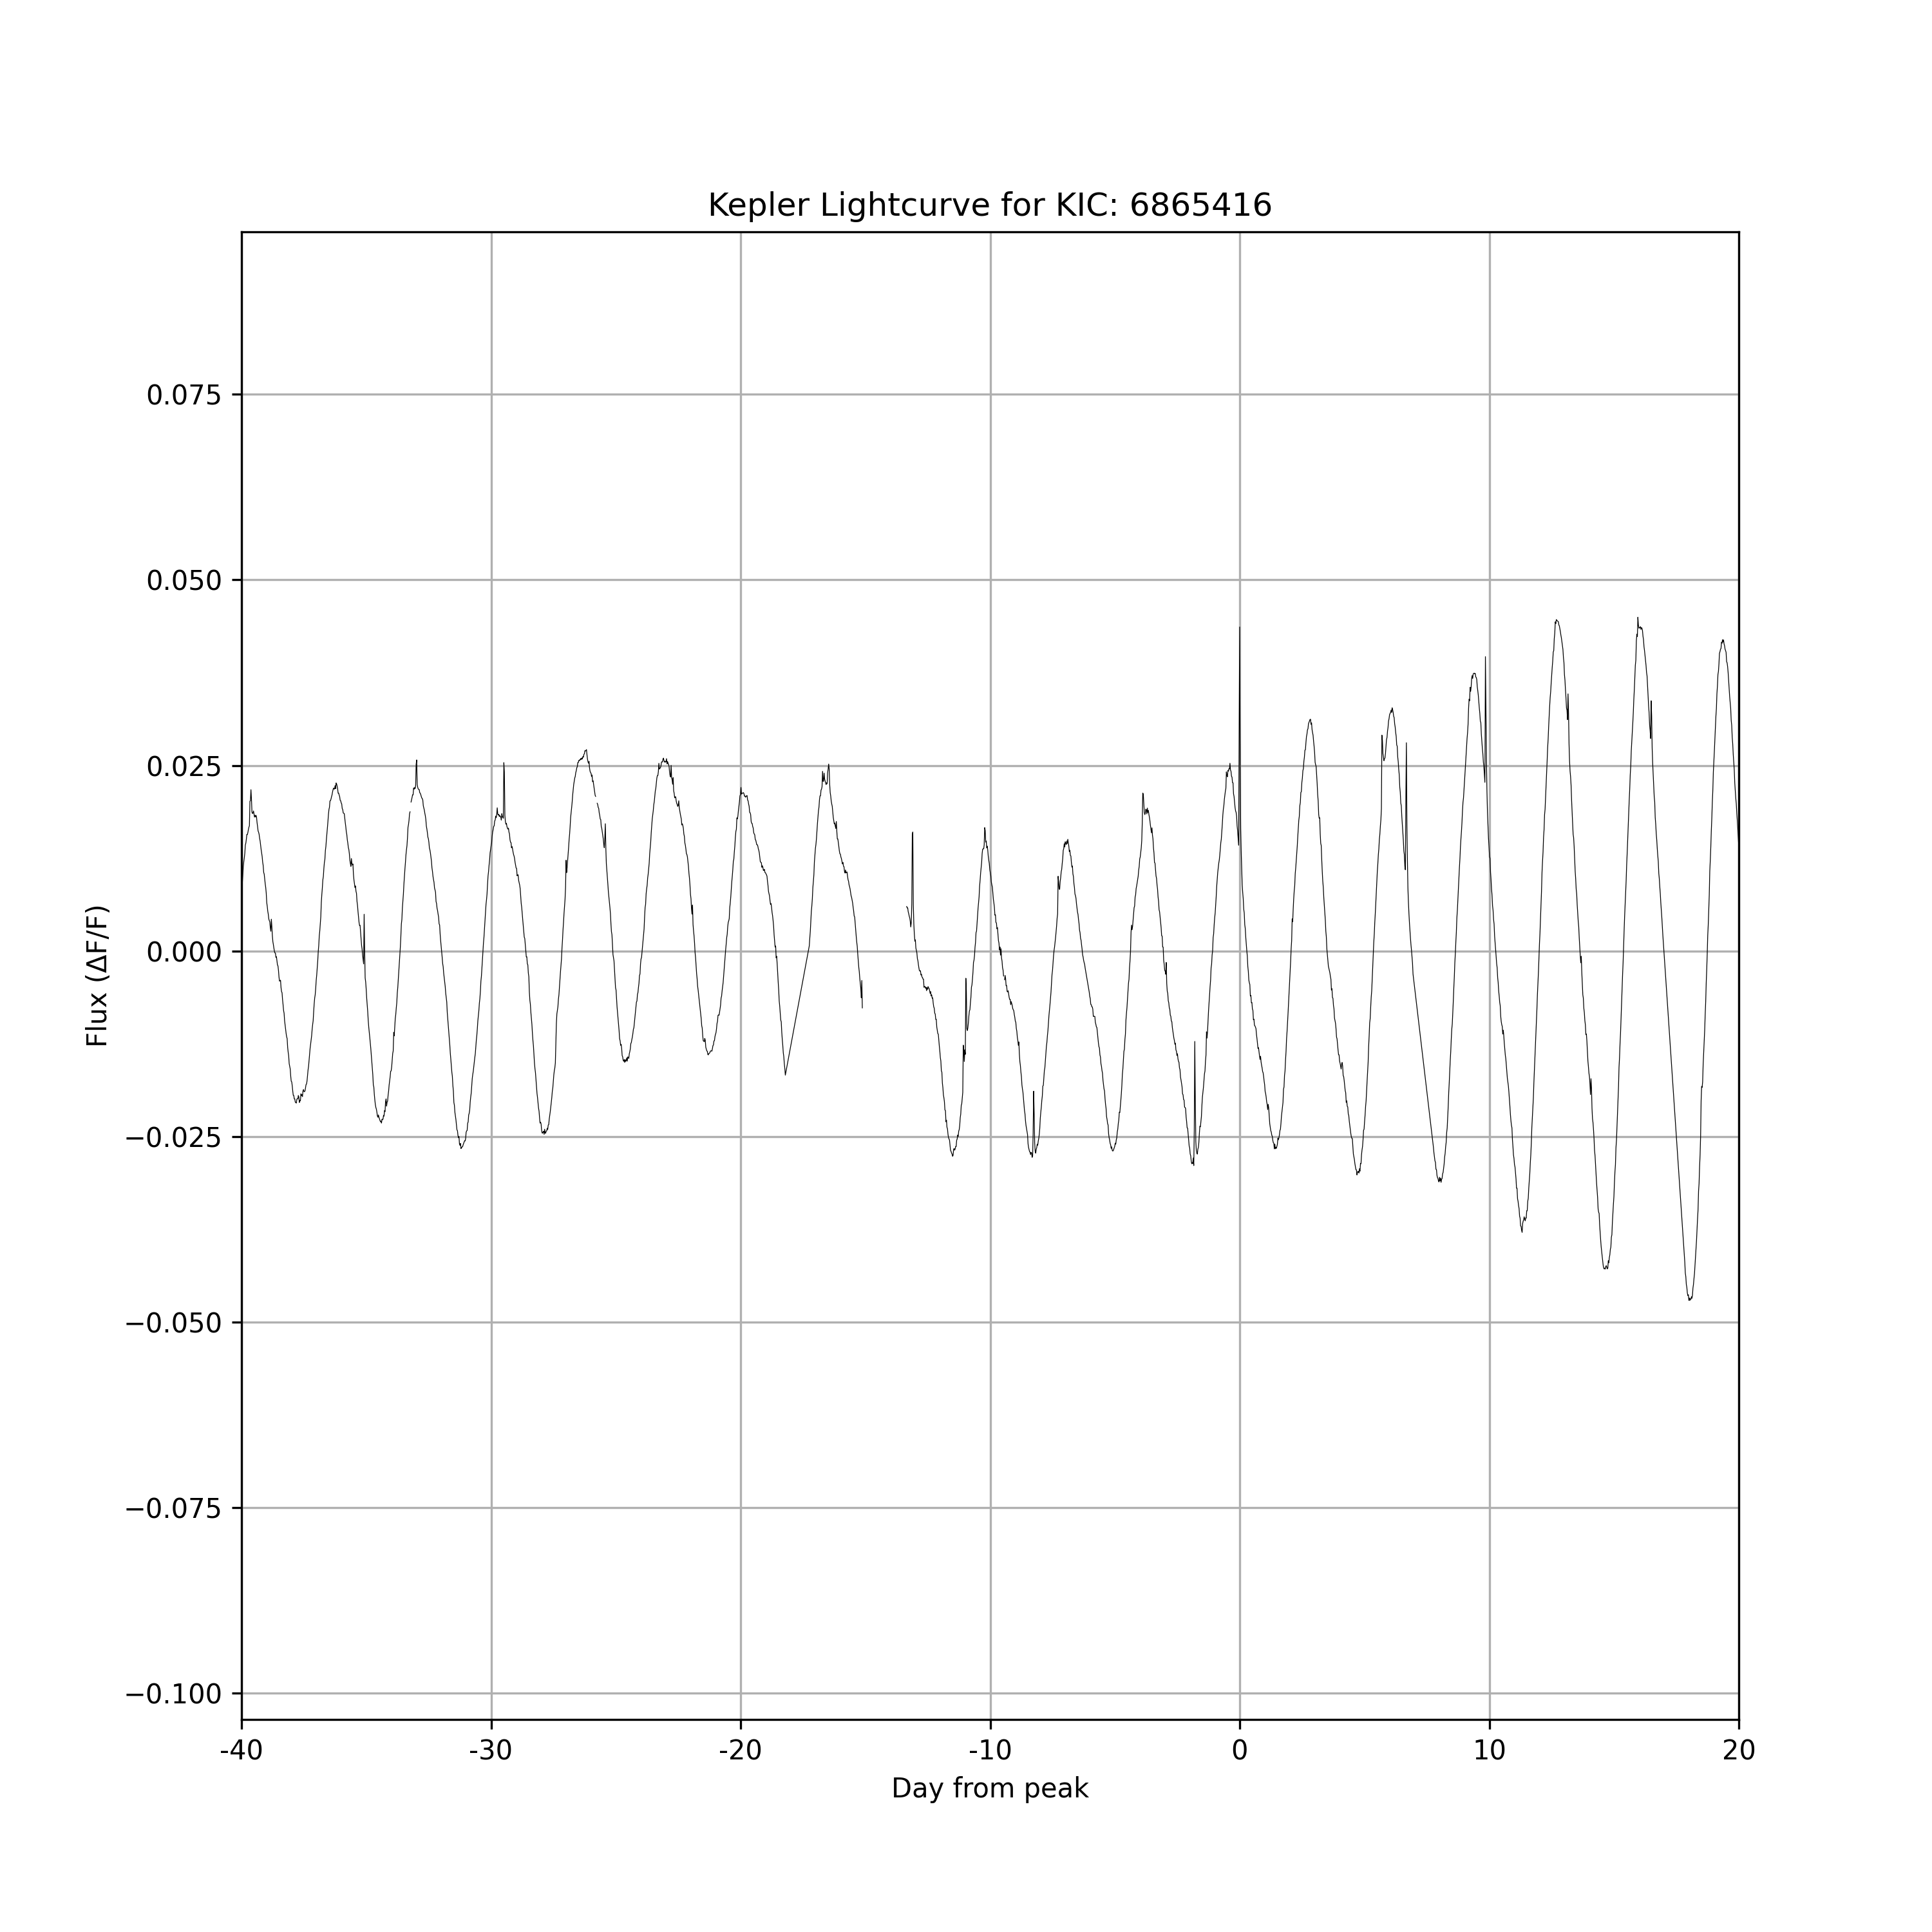 Kepler Lightcurve for KIC: 6865416
0.075
0.050
0.025
0.000
−0.025
−0.050
−0.075
−0.100
Flux (ΔF/F)
-40 -30 -20 -10 0 10 20
Day from peak